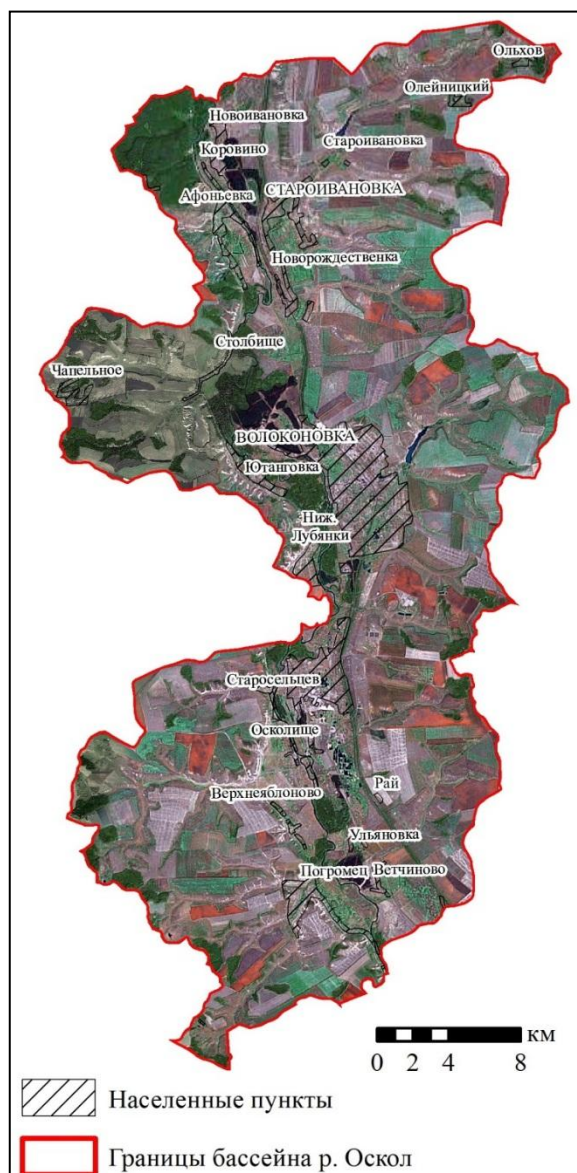 Ольхов
Олейницкий
Новоивановка
Староивановка
Коровино
Афоньевка
СТАРОИВАНОВКА
Новорождественка
Столбище
Чапельное
ВОЛОКОНОВКА
Ютановка
Ниж.
Лубянки
Старосельцев
Осколище
Рай
Верхнеяблоново
Ульяновка
Погромец
Ветчиново
км
0 2 4 8
Населенные пункты
Границы бассейна р. Оскол